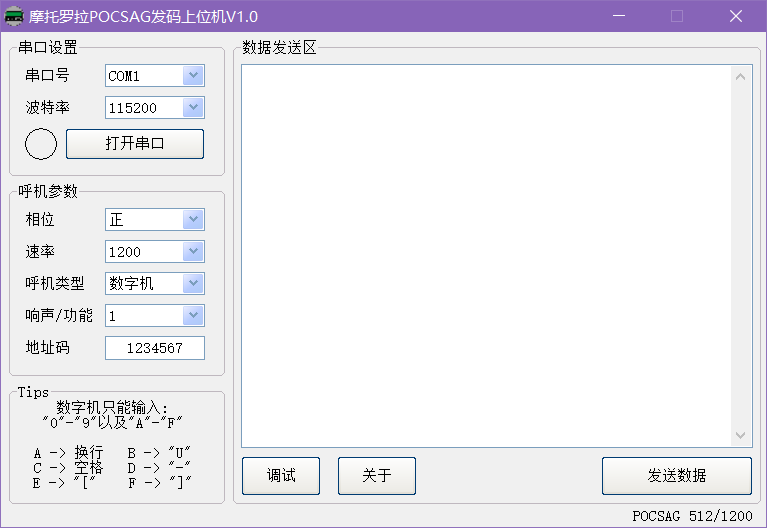 摩托罗拉POCSAG发码上位机V1.0
串口设置
串口号 COM1
波特率 115200
打开串口
呼机参数
相位 正
速率 1200
呼机类型 数字机
响声/功能 1
地址码 1234567
Tips
数字机只能输入:
"0"-"9"以及"A"-"F"
A -> 换行 B -> "U"
C -> 空格 D -> "-"
E -> "[" F -> "]"
数据发送区
调试 关于 发送数据
POCSAG 512/1200